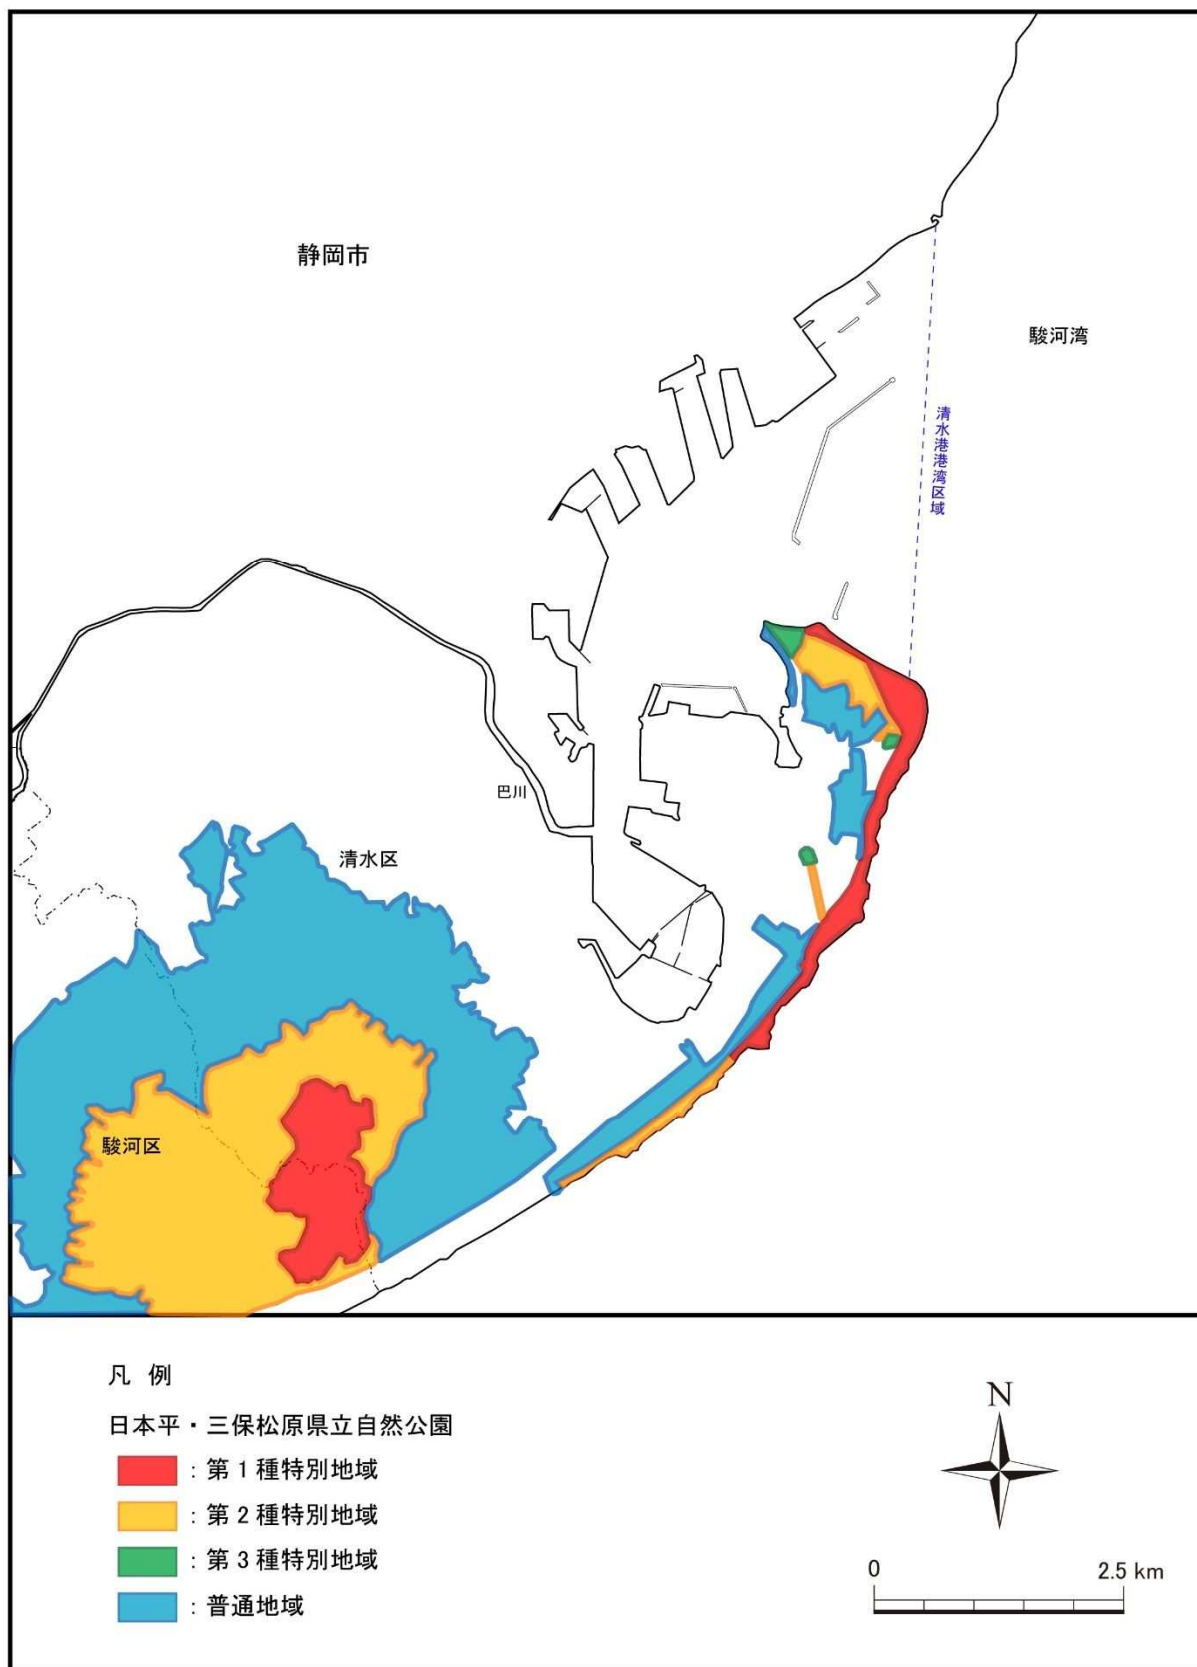 静岡市
駿河湾
清水港港湾区域
巴川
清水区
駿河区
凡 例
日本平・三保松原県立自然公園
：第1種特別地域
：第2種特別地域
：第3種特別地域
：普通地域
N
0 2.5 km